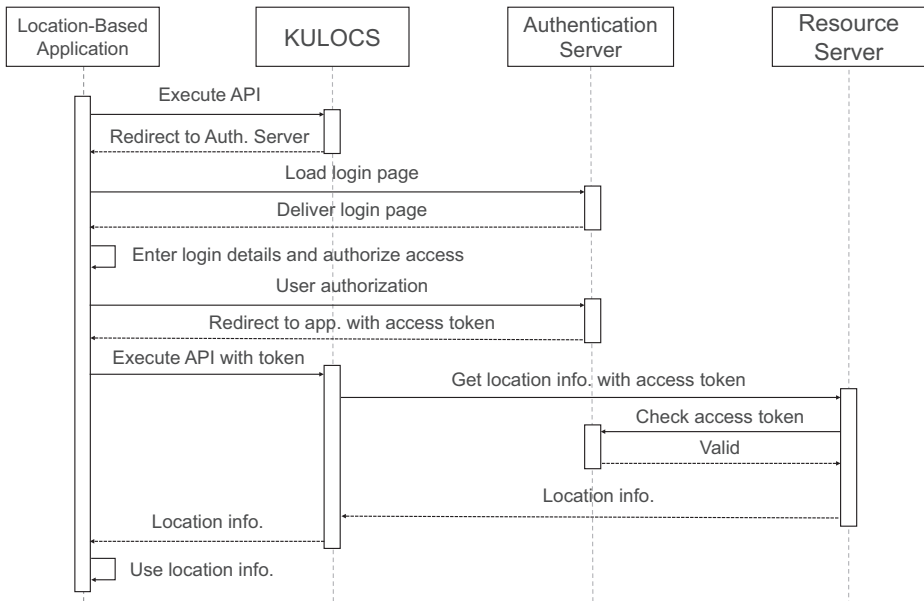 Location-Based
Application
KULOCS
Authentication
Server
Resource
Server
Execute API
Redirect to Auth. Server
Load login page
Deliver login page
Enter login details and authorize access
User authorization
Redirect to app. with access token
Execute API with token
Get location info. with access token
Check access token
Valid
Location info.
Location info.
Use location info.